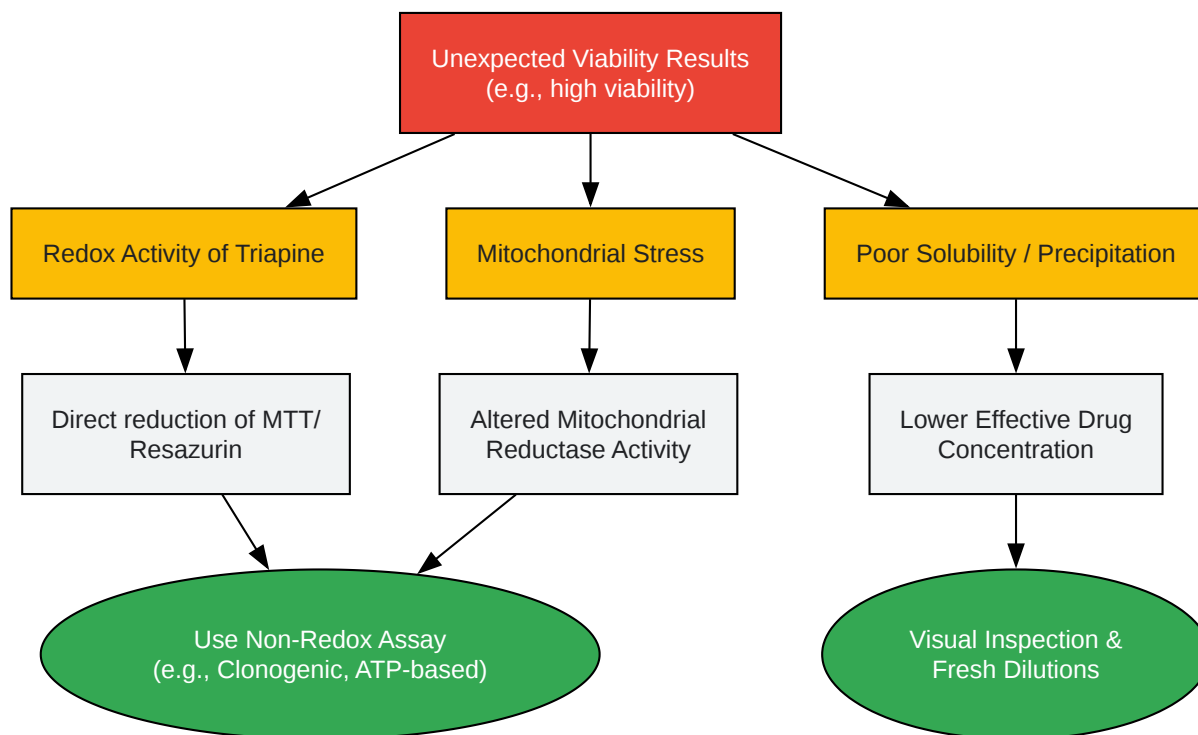 Unexpected Viability Results
(e.g., high viability)
Redox Activity of Triapine
Mitochondrial Stress
Poor Solubility / Precipitation
Direct reduction of MTT/
Resazurin
Altered Mitochondrial
Reductase Activity
Lower Effective Drug
Concentration
Use Non-Redox Assay
(e.g., Clonogenic, ATP-based)
Visual Inspection &
Fresh Dilutions